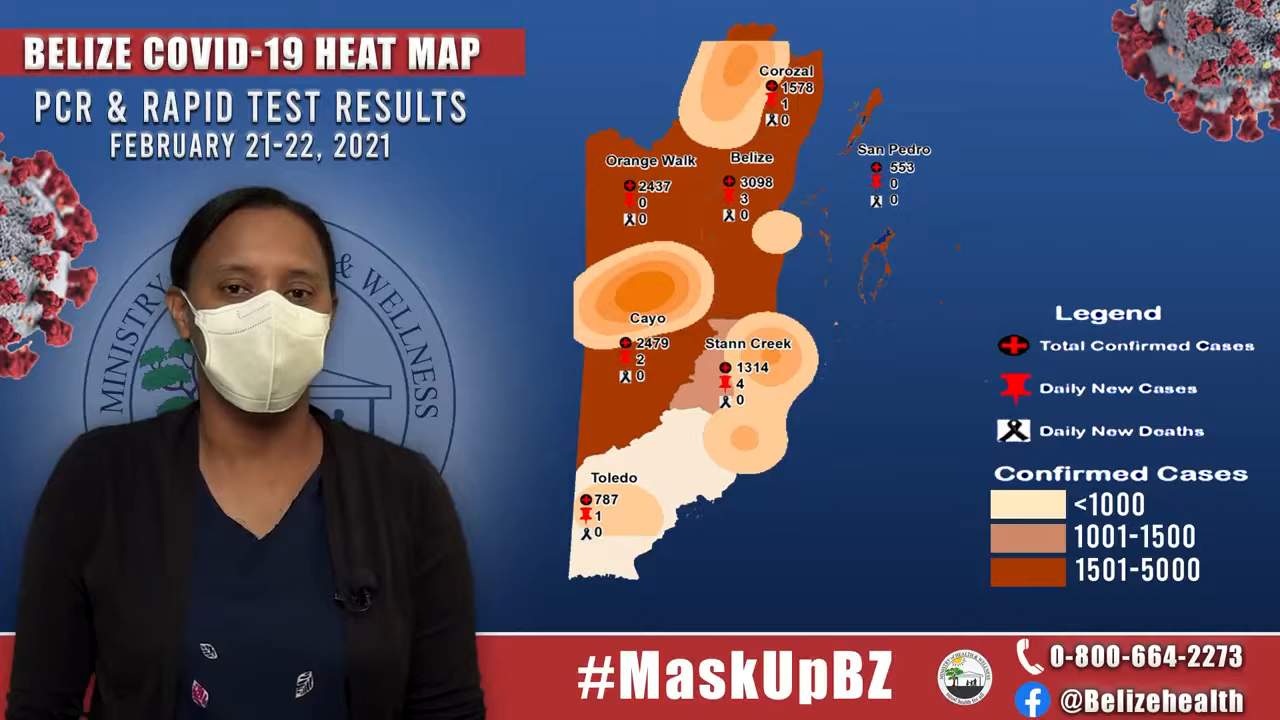 BELIZE COVID-19 HEAT MAP
PCR & RAPID TEST RESULTS
FEBRUARY 21-22, 2021
MINISTRY & WELLNESS
Corozal
1578
1
0
Orange Walk
2437
0
0
Belize
3098
3
0
San Pedro
553
0
0
Cayo
2479
2
0
Stann Creek
1314
4
0
Toledo
787
1
0
Legend
Total Confirmed Cases
Daily New Cases
Daily New Deaths
Confirmed Cases
<1000
1001-1500
1501-5000
#MaskUpBZ
0-800-664-2273
@Belizehealth